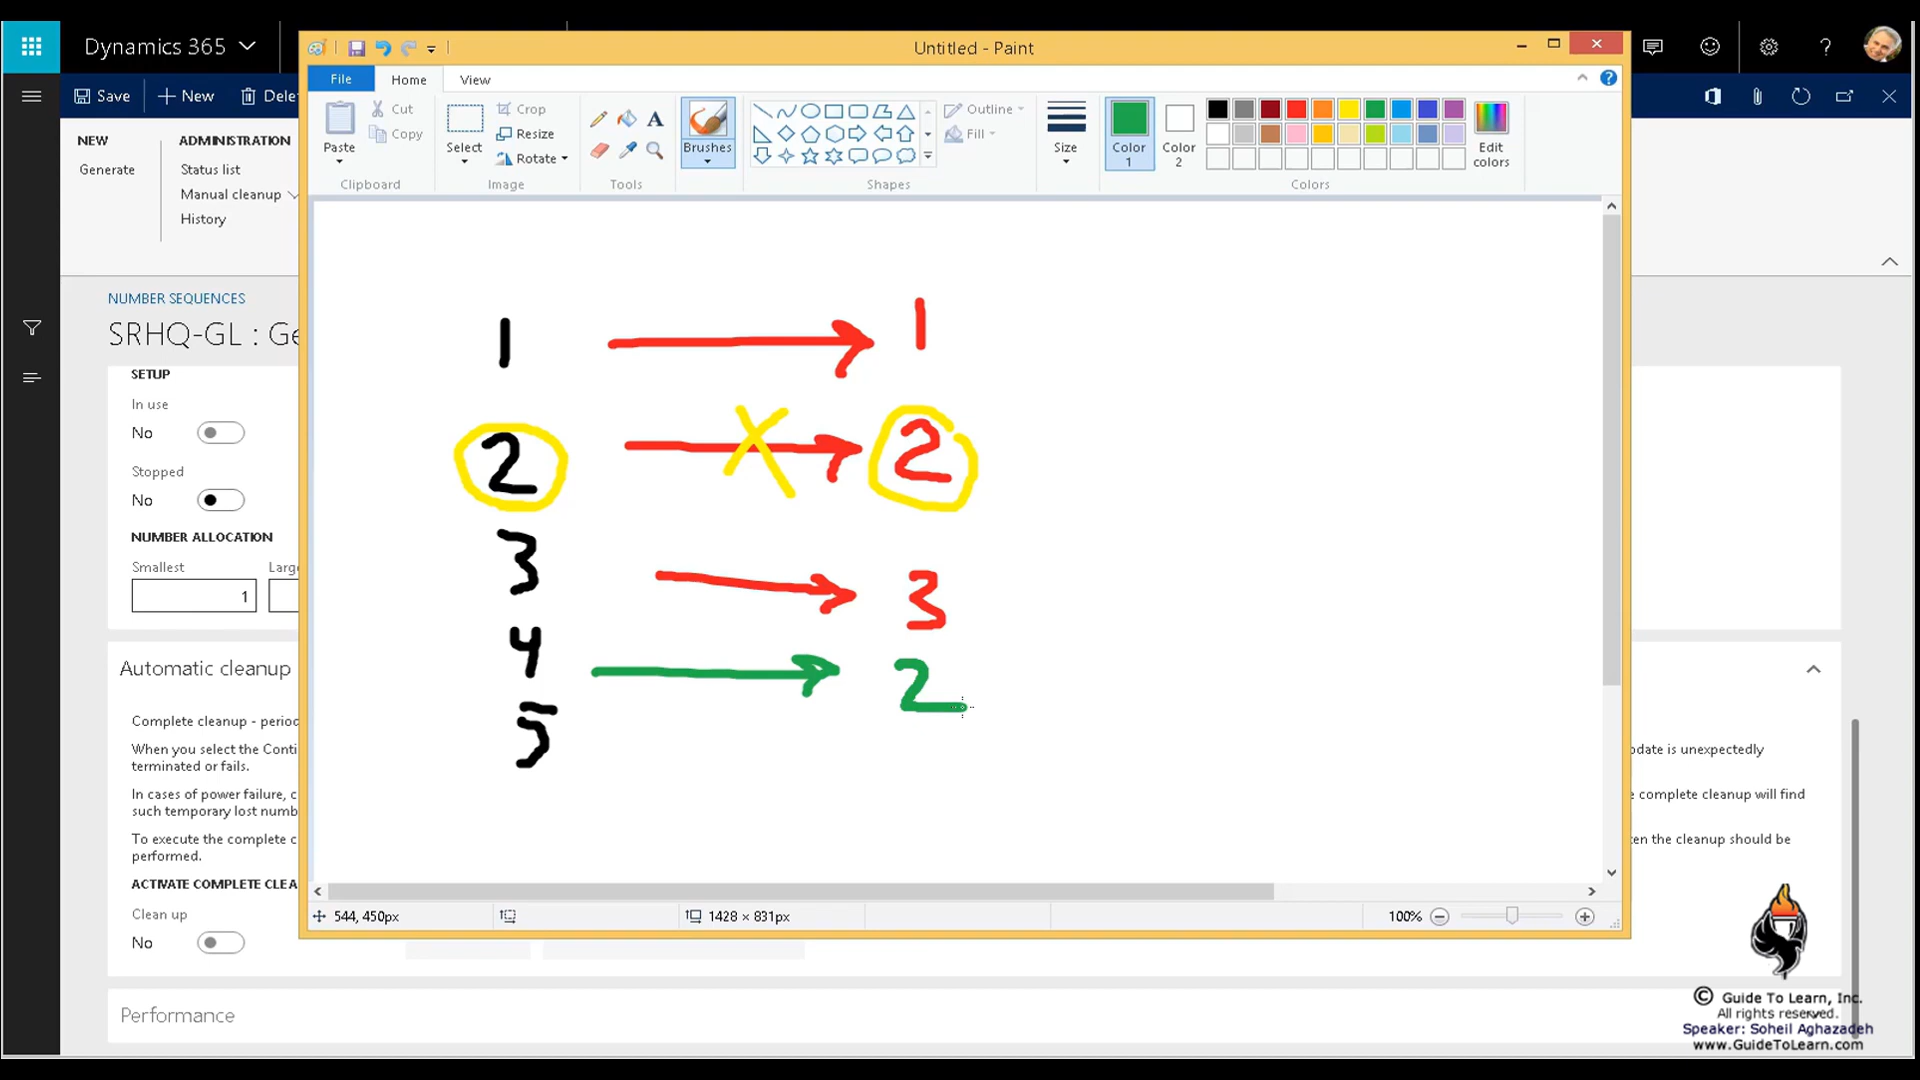 Untitled - Paint
Dynamics 365
File Home View
Save New Delet
Cut
Copy
Paste
Clipboard
Select
Crop
Resize
Rotate
Image
A
Tools
Brushes
Shapes
Outline
Fill
Size
Color 1
Color 2
Edit colors
Colors
NEW
Generate
ADMINISTRATION
Status list
Manual cleanup
History
NUMBER SEQUENCES
SRHQ-GL : Ge
SETUP
In use
No
Stopped
No
NUMBER ALLOCATION
Smallest Larg
1
1 1
2 X 2
3 3
4 2
5
Automatic cleanup
Complete cleanup - perio
When you select the Conti
pdate is unexpectedly
terminated or fails.
In cases of power failure, c
e complete cleanup will find
such temporary lost numb
To execute the complete c
en the cleanup should be
performed.
ACTIVATE COMPLETE CLEA
Clean up
No
544, 450px 1428 × 831px 100%
Performance
© Guide To Learn, Inc.
All rights reserved.
Speaker: Soheil Aghazadeh
www.GuideToLearn.com